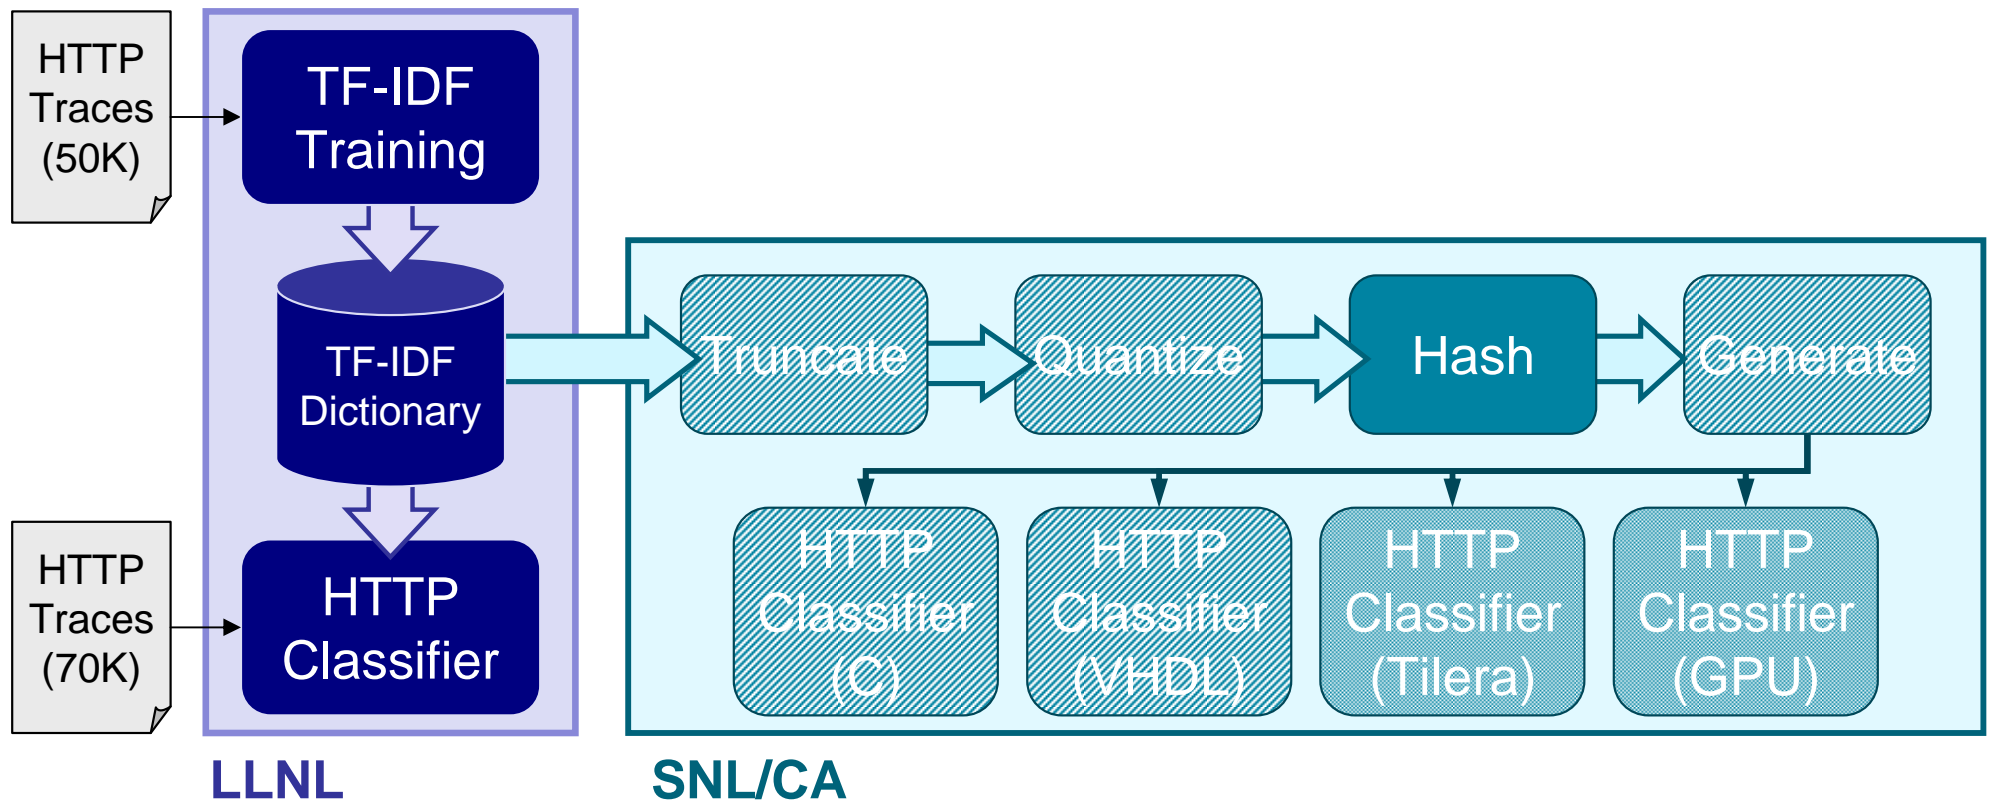 HTTP
Traces
(50K)
TF-IDF
Training
TF-IDF
Dictionary
HTTP
Traces
(70K)
HTTP
Classifier
LLNL
Truncate
Quantize
Hash
Generate
HTTP
Classifier
(C)
HTTP
Classifier
(VHDL)
HTTP
Classifier
(Tilera)
HTTP
Classifier
(GPU)
SNL/CA